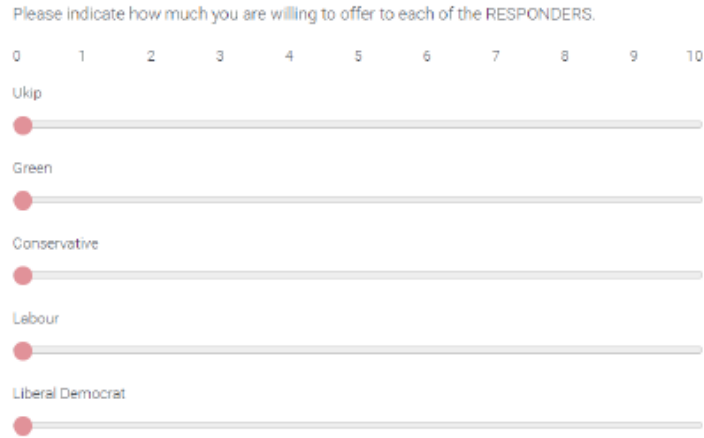 Please indicate how much you are willing to offer to each of the RESPONDERS.
0 1 2 3 4 5 6 7 8 9 10
Ukip
Green
Conservative
Labour
Liberal Democrat